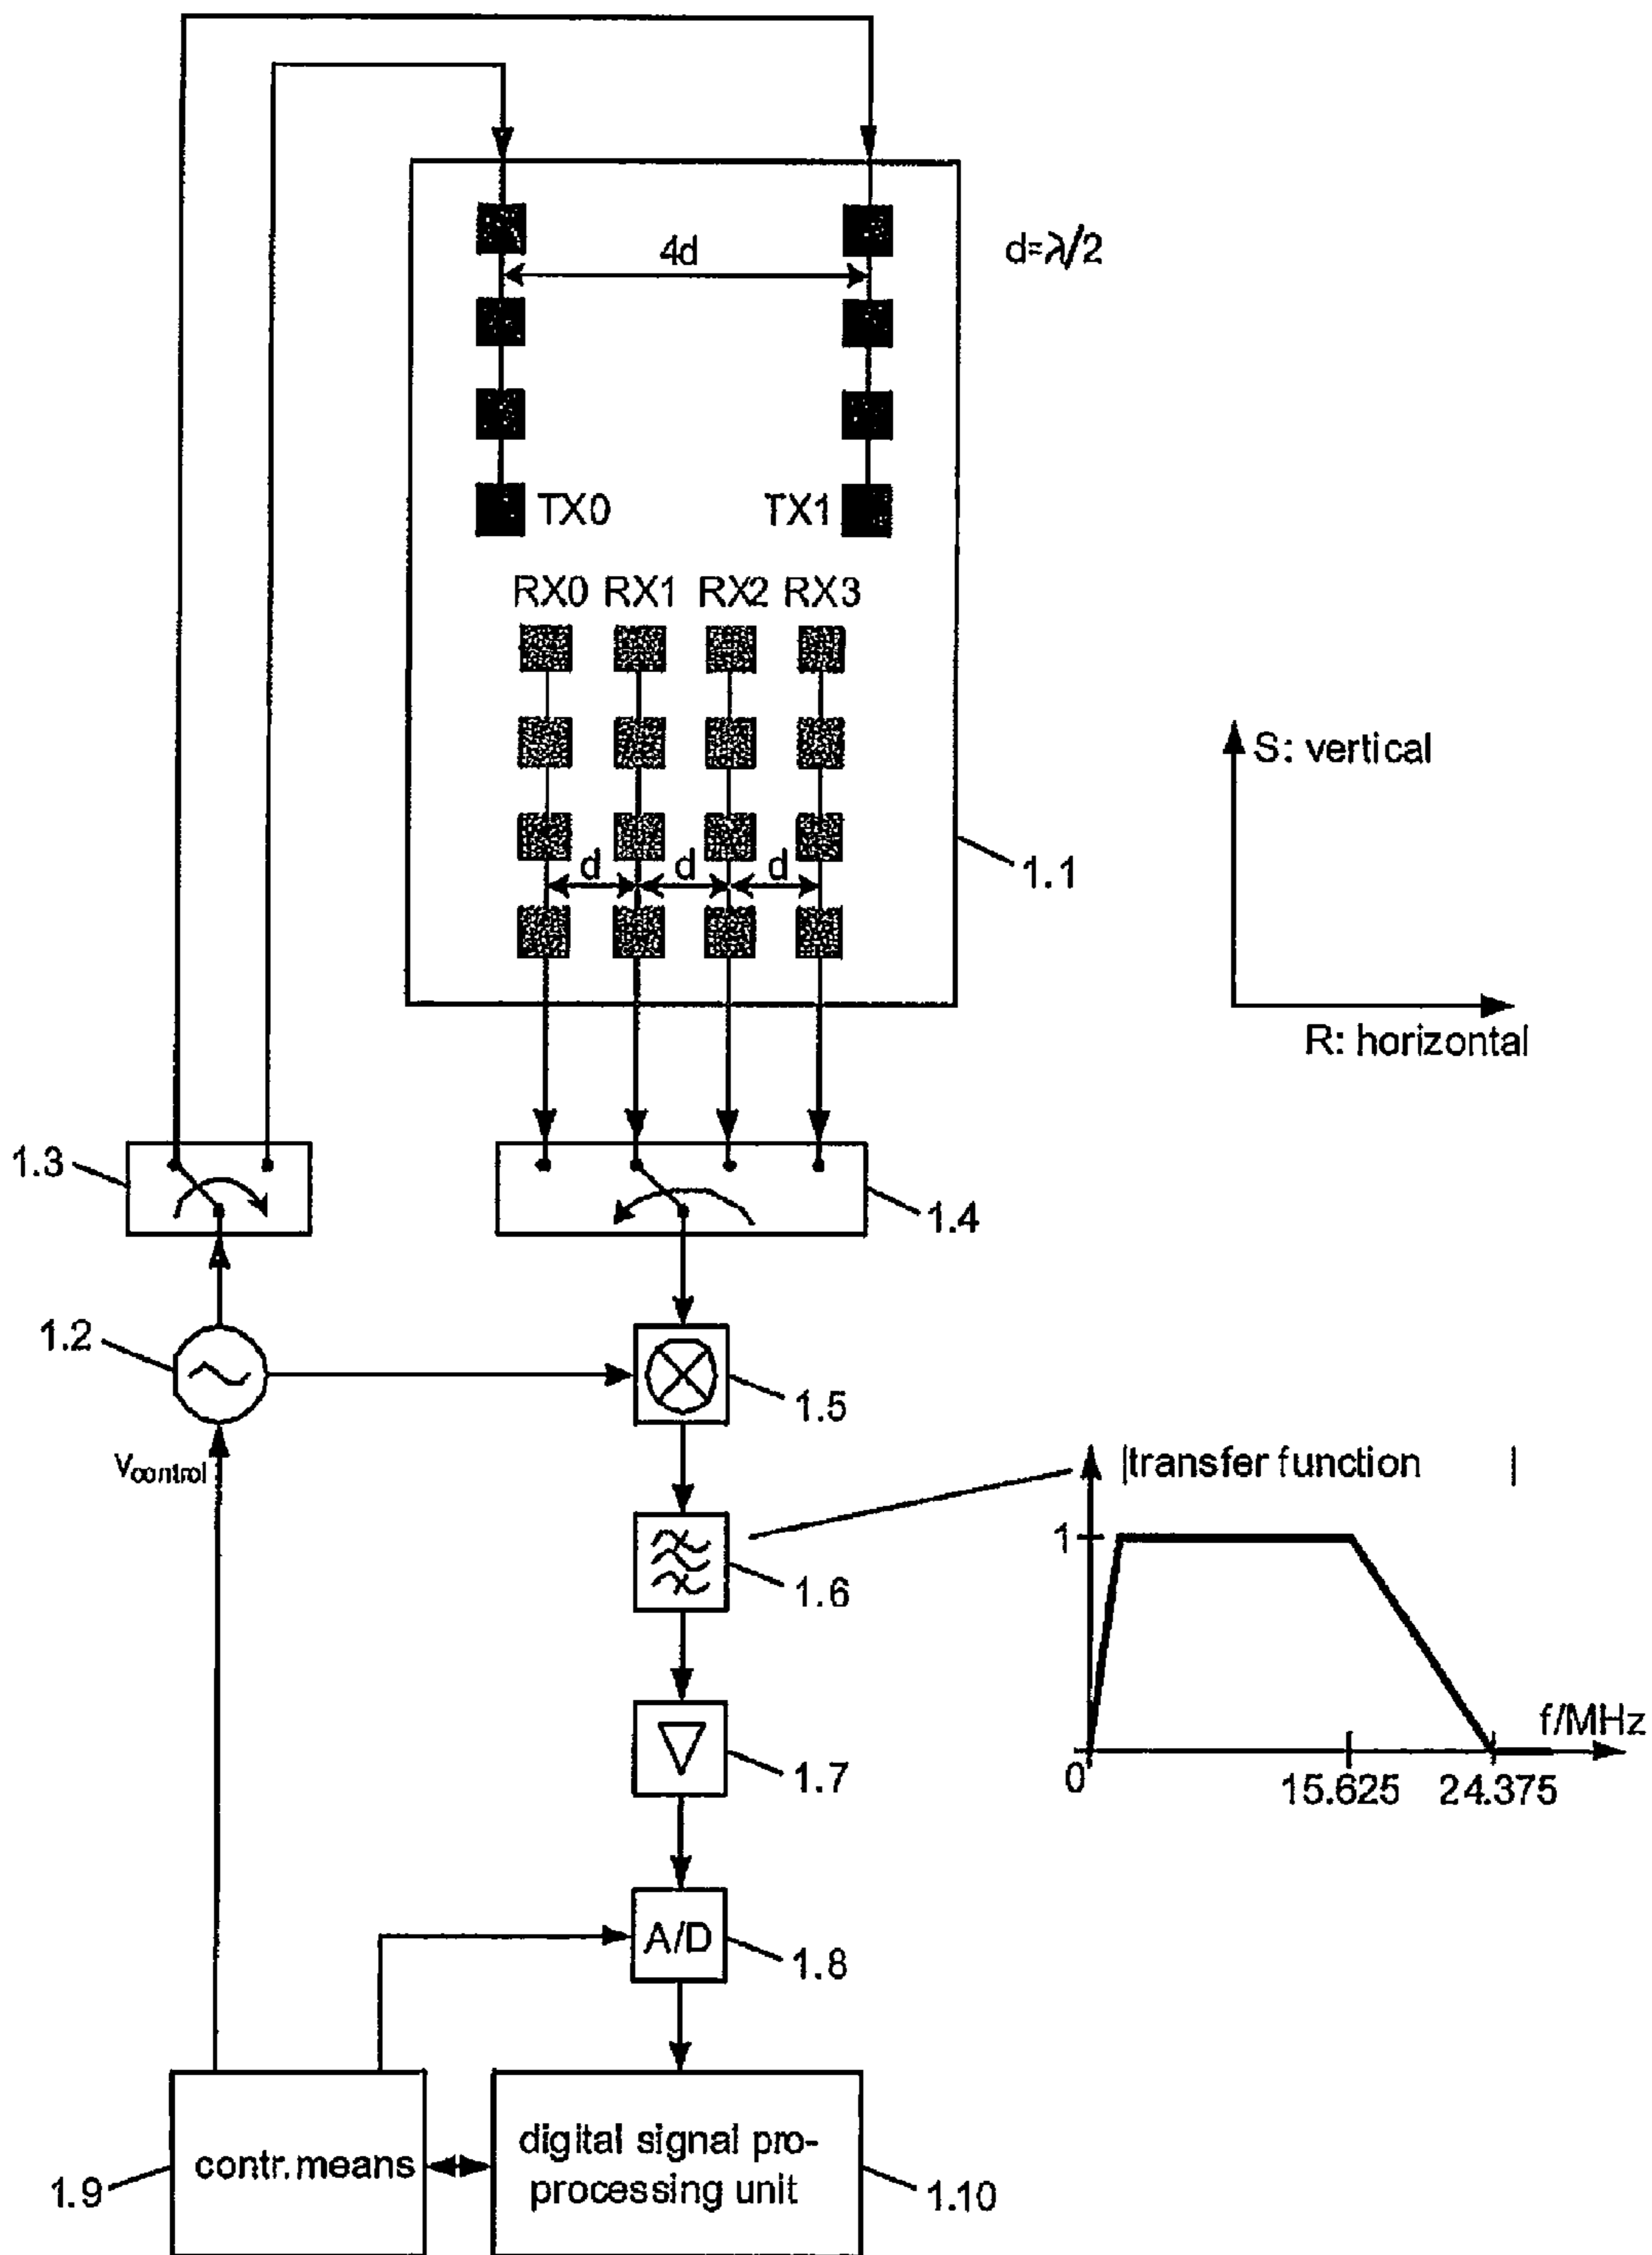 4d
d=λ/2
TX0
TX1
RX0 RX1 RX2 RX3
d
d
d
1.1
S: vertical
R: horizontal
1.3
1.4
1.2
1.5
Vcontrol
|transfer function |
1
1.6
f/MHz
0
15.625
24.375
1.7
A/D
1.8
contr.means
digital signal pro-
processing unit
1.9
1.10